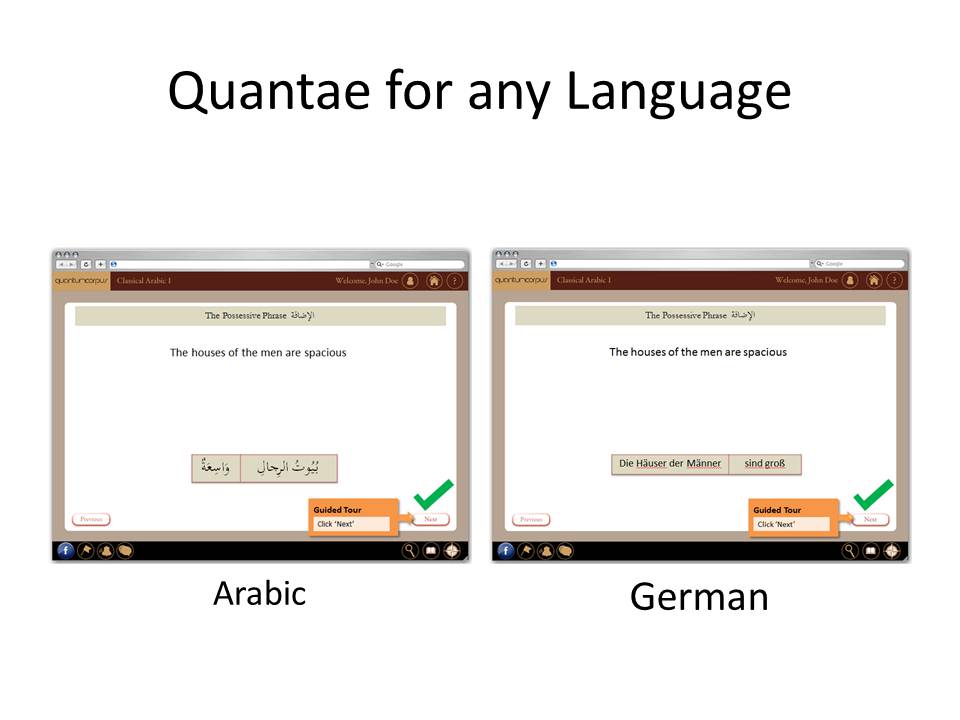 Quantae for any Language
Google
quantumcorpus Classical Arabic 1 Welcome, John Doe ?
The Possessive Phrase الإضافة
The houses of the men are spacious
بُيُوتُ الرِجالِ وَاسِعَةٌ
Guided Tour
Click ‘Next’
Previous
Next
f
Arabic
Google
quantumcorpus Classical Arabic 1 Welcome, John Doe ?
The Possessive Phrase الإضافة
The houses of the men are spacious
Die Häuser der Männer sind groß
Guided Tour
Click ‘Next’
Previous
Next
f
German